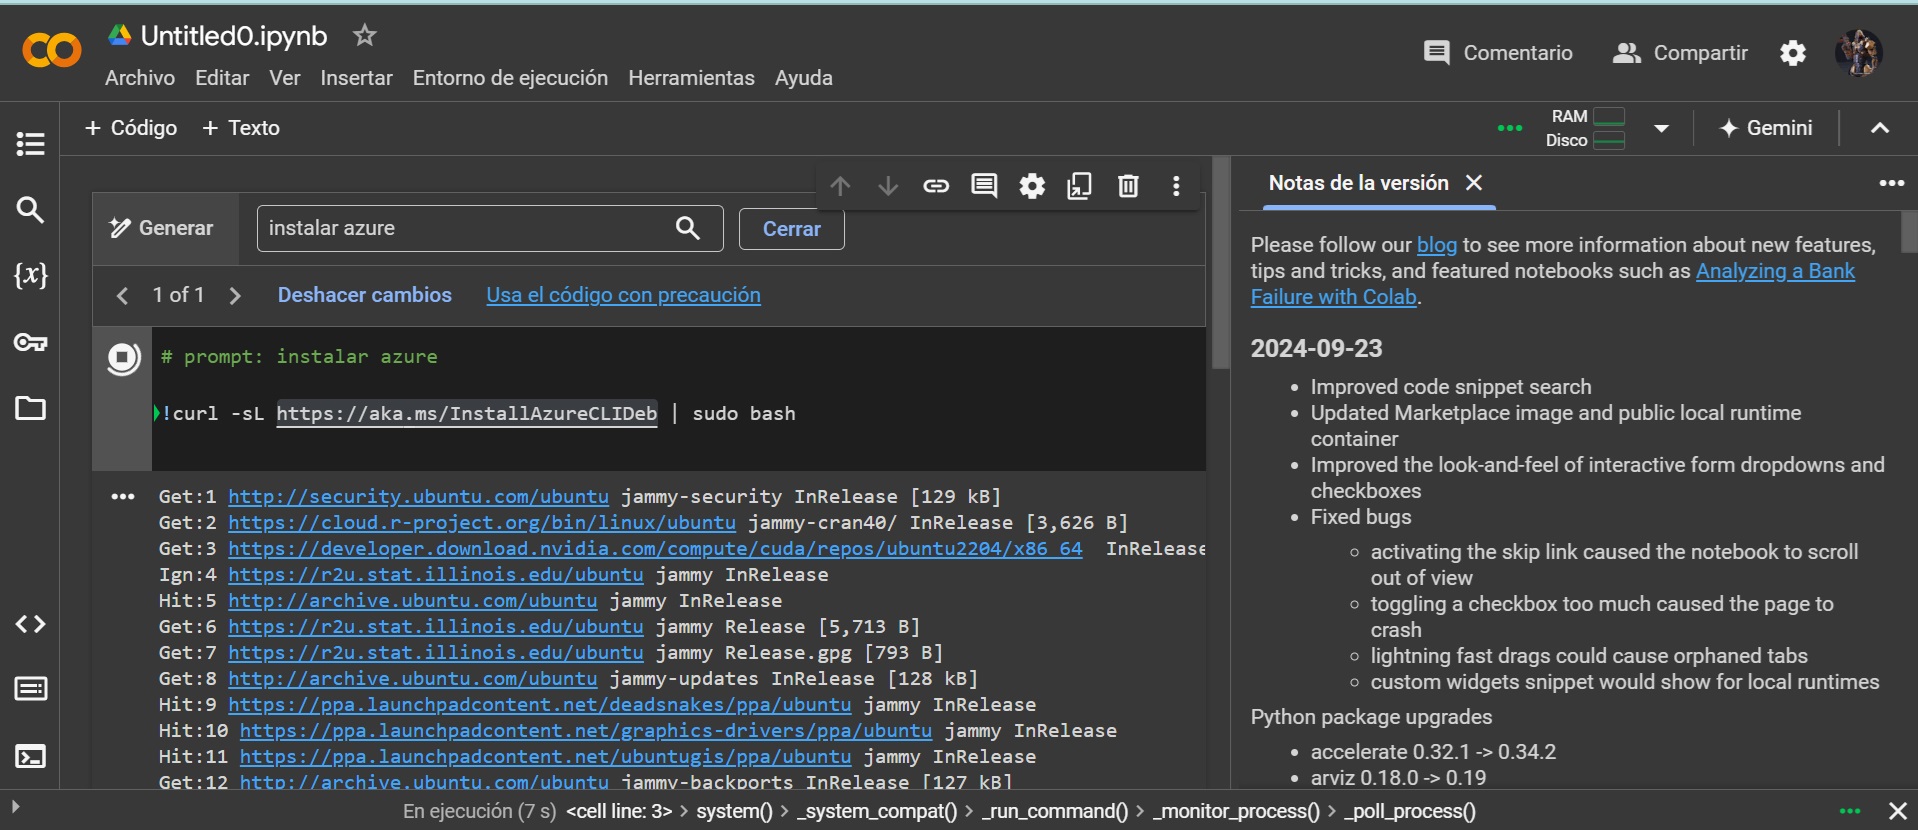 Untitled0.ipynb
Comentario
Compartir
Archivo Editar Ver Insertar Entorno de ejecución Herramientas Ayuda
+ Código + Texto
RAM
Disco
Gemini
Generar
instalar azure
Cerrar
1 of 1 Deshacer cambios Usa el código con precaución
{x}
# prompt: instalar azure
!curl -sL https://aka.ms/InstallAzureCLIDeb | sudo bash
Get:1 http://security.ubuntu.com/ubuntu jammy-security InRelease [129 kB]
Get:2 https://cloud.r-project.org/bin/linux/ubuntu jammy-cran40/ InRelease [3,626 B]
Get:3 https://developer.download.nvidia.com/compute/cuda/repos/ubuntu2204/x86_64  InRelease
Ign:4 https://r2u.stat.illinois.edu/ubuntu jammy InRelease
Hit:5 http://archive.ubuntu.com/ubuntu jammy InRelease
Get:6 https://r2u.stat.illinois.edu/ubuntu jammy Release [5,713 B]
Get:7 https://r2u.stat.illinois.edu/ubuntu jammy Release.gpg [793 B]
Get:8 http://archive.ubuntu.com/ubuntu jammy-updates InRelease [128 kB]
Hit:9 https://ppa.launchpadcontent.net/deadsnakes/ppa/ubuntu jammy InRelease
Hit:10 https://ppa.launchpadcontent.net/graphics-drivers/ppa/ubuntu jammy InRelease
Hit:11 https://ppa.launchpadcontent.net/ubuntugis/ppa/ubuntu jammy InRelease
Get:12 http://archive.ubuntu.com/ubuntu jammy-backports InRelease [127 kB]
Notas de la versión
Please follow our blog to see more information about new features,
tips and tricks, and featured notebooks such as Analyzing a Bank
Failure with Colab.
2024-09-23
• Improved code snippet search
• Updated Marketplace image and public local runtime
container
• Improved the look-and-feel of interactive form dropdowns and
checkboxes
• Fixed bugs
◦ activating the skip link caused the notebook to scroll
out of view
◦ toggling a checkbox too much caused the page to
crash
◦ lightning fast drags could cause orphaned tabs
◦ custom widgets snippet would show for local runtimes
Python package upgrades
• accelerate 0.32.1 -> 0.34.2
• arviz 0.18.0 -> 0.19
En ejecución (7 s) <cell line: 3> > system() > _system_compat() > _run_command() > _monitor_process() > _poll_process()